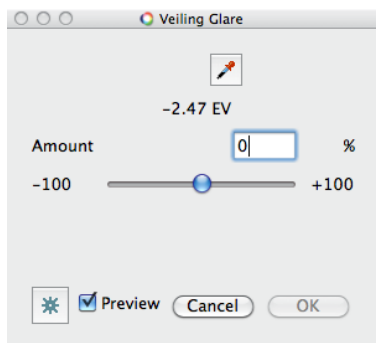 Veiling Glare
-2.47 EV
Amount 0 %
-100 +100
Preview Cancel OK